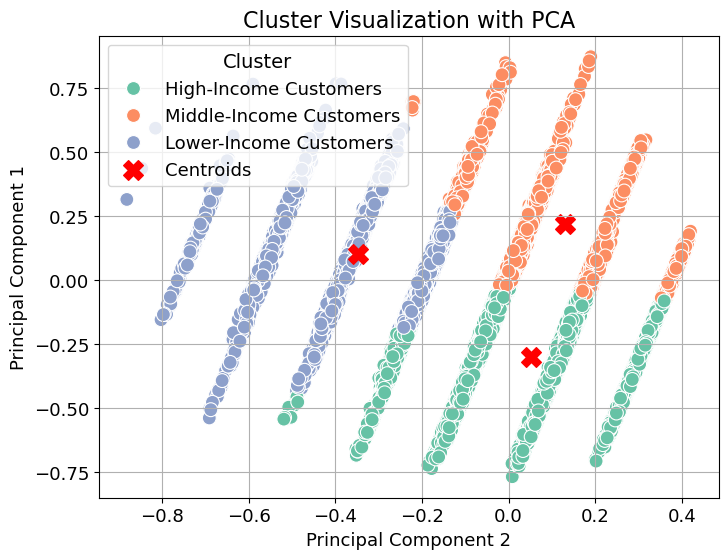 Cluster Visualization with PCA
Cluster
High-Income Customers
Middle-Income Customers
Lower-Income Customers
Centroids
Principal Component 1
0.75
0.50
0.25
0.00
−0.25
−0.50
−0.75
−0.8 −0.6 −0.4 −0.2 0.0 0.2 0.4
Principal Component 2